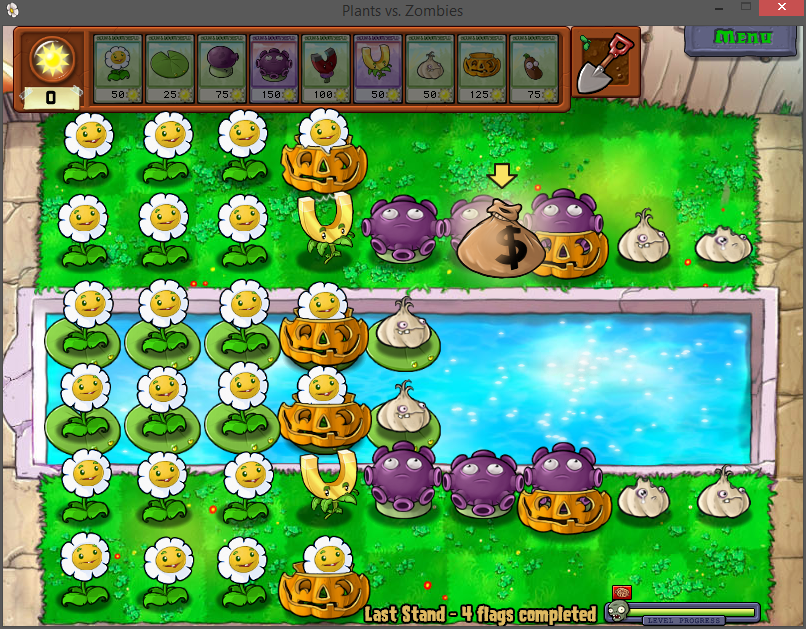 Plants vs. Zombies
Menu
50 25 75 150 100 50 50 125 75
0
$
Last Stand - 4 flags completed
LEVEL PROGRESS